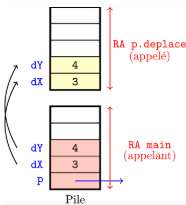 dY 4
dX 3
RA p.deplace
(appelé)
dY 4
dX 3
p
RA main
(appelant)
Pile